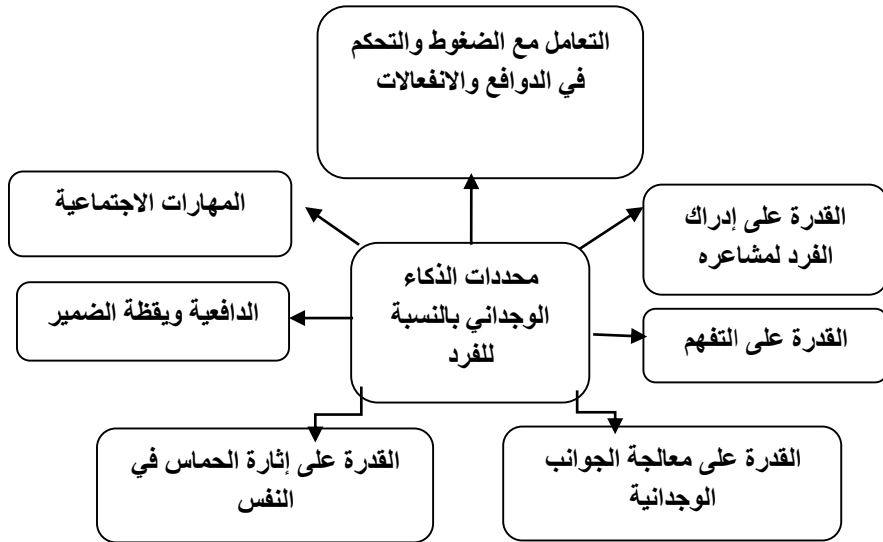 التعامل مع الضغوط والتحكم
في الدوافع والانفعالات
القدرة على إدراك
الفرد لمشاعره
المهارات الاجتماعية
محددات الذكاء
الوجداني بالنسبة
للفرد
القدرة على التفهم
الدافعية ويقظة الضمير
القدرة على معالجة الجوانب
الوجدانية
القدرة على إثارة الحماس في
النفس